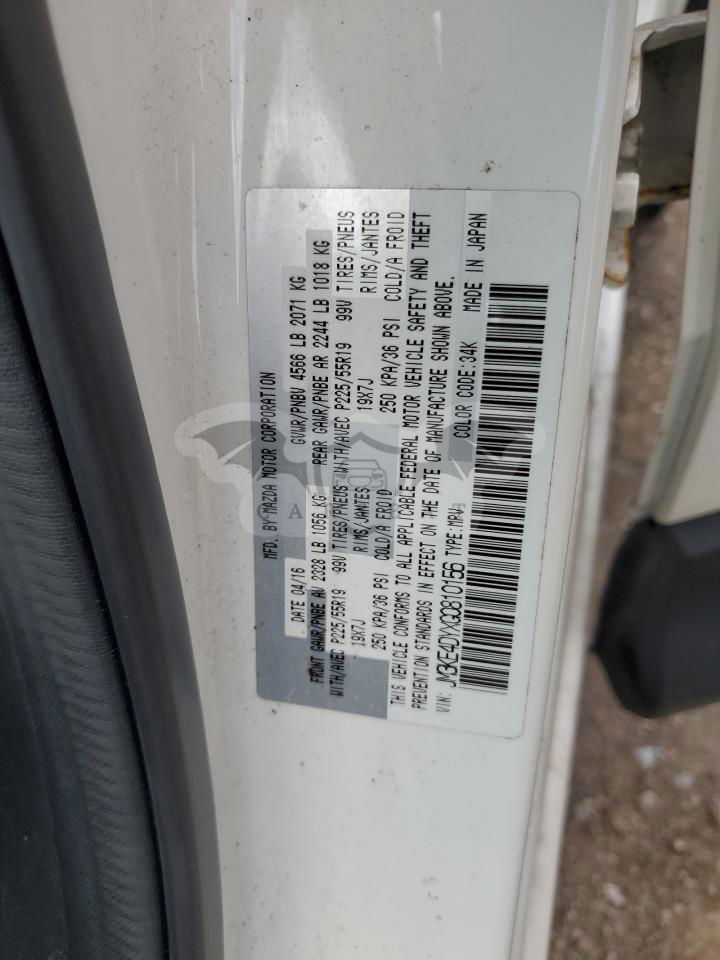 MFD. BY MAZDA MOTOR CORPORATION
DATE 04/16 GVWR/PNBV 4566 LB 2071 KG
FRONT GAWR/PNBE AV 2328 LB 1056 KG REAR GAWR/PNBE AR 2244 LB 1018 KG
WITH/AVEC P225/55R19 99V TIRES/PNEUS WITH/AVEC P225/55R19 99V TIRES/PNEUS
19X7J RIMS/JANTES 19X7J RIMS/JANTES
250 KPA/36 PSI COLD/A FROID 250 KPA/36 PSI COLD/A FROID
THIS VEHICLE CONFORMS TO ALL APPLICABLE FEDERAL MOTOR VEHICLE SAFETY AND THEFT
PREVENTION STANDARDS IN EFFECT ON THE DATE OF MANUFACTURE SHOWN ABOVE.
VIN: JM3KE4DYXG0810156 TYPE:MPV COLOR CODE:34K MADE IN JAPAN